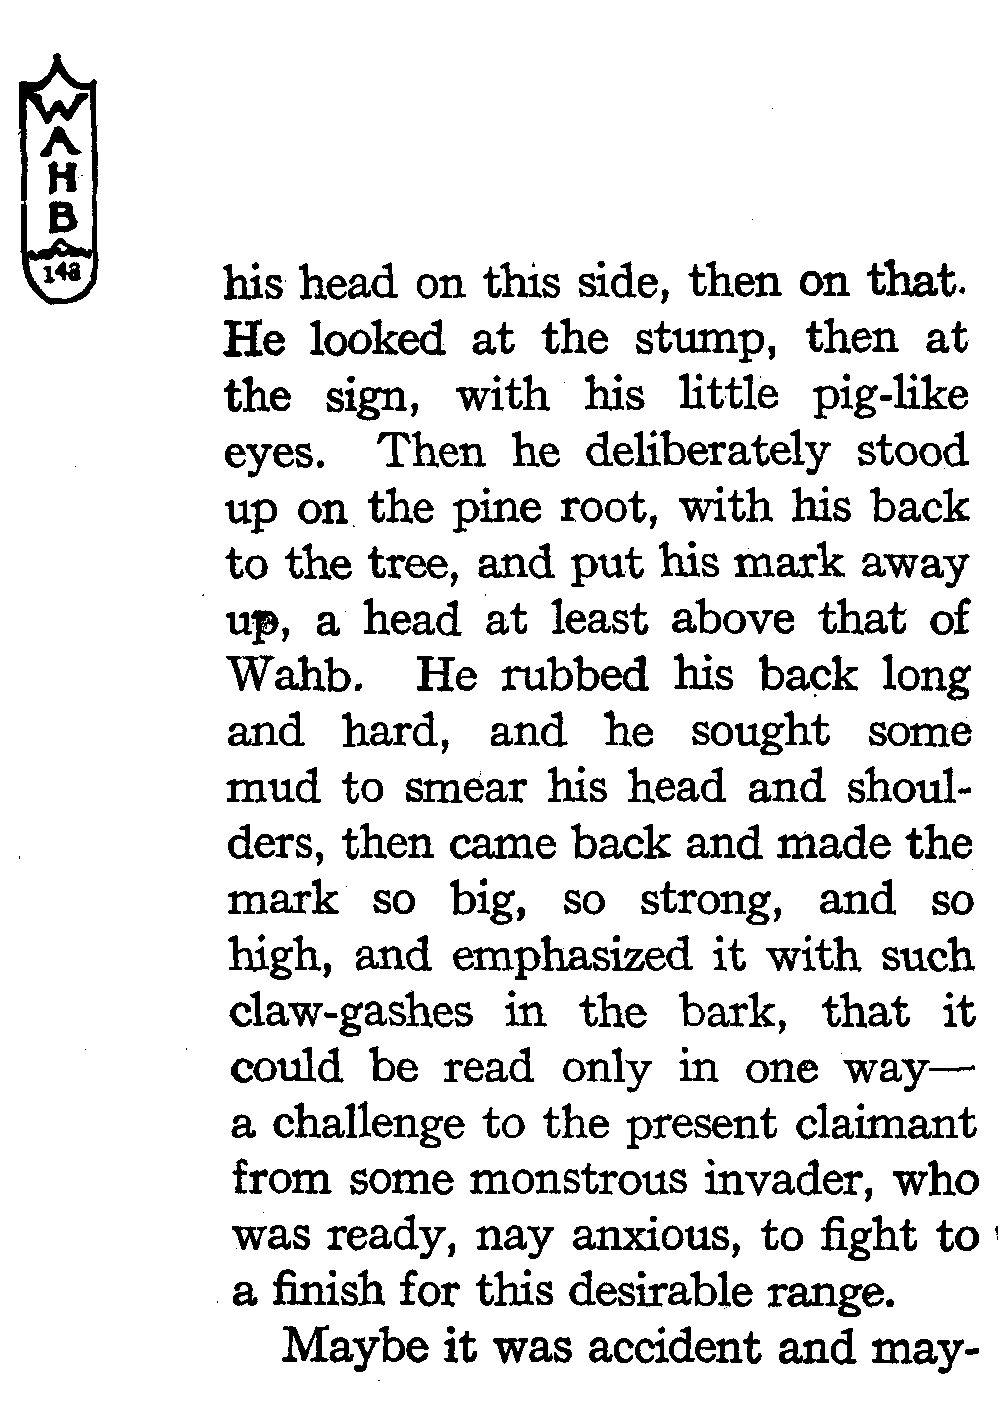 WAHB
148
his head on this side, then on that.
He looked at the stump, then at
the sign, with his little pig-like
eyes. Then he deliberately stood
up on the pine root, with his back
to the tree, and put his mark away
up, a head at least above that of
Wahb. He rubbed his back long
and hard, and he sought some
mud to smear his head and shoul-
ders, then came back and made the
mark so big, so strong, and so
high, and emphasized it with such
claw-gashes in the bark, that it
could be read only in one way—
a challenge to the present claimant
from some monstrous invader, who
was ready, nay anxious, to fight to
a finish for this desirable range.
Maybe it was accident and may-